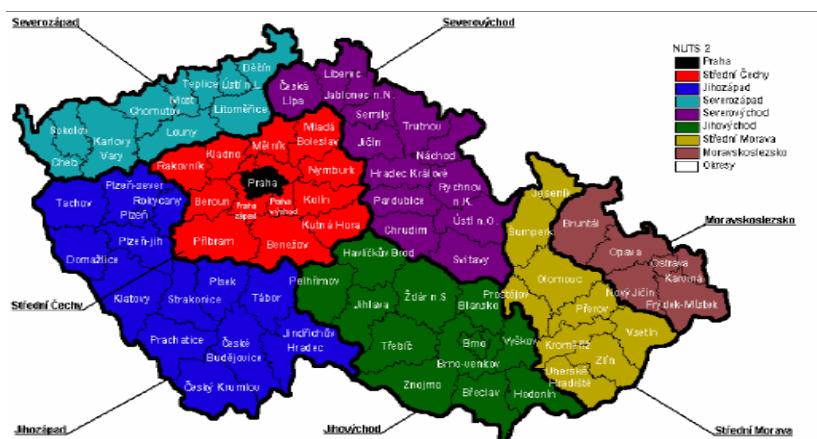 Severozápad
Severovýchod
NUTS 2
Praha
Střední Čechy
Jihozápad
Severozápad
Severovýchod
Jihovýchod
Střední Morava
Moravskoslezsko
Okresy
Děčín
Teplice
Ústí n.L.
Most
Chomutov
Litoměřice
Louny
Sokolov
Karlovy
Vary
Cheb
Česká
Lípa
Liberec
Jablonec n.N.
Semily
Trutnov
Jičín
Náchod
Hradec Králové
Rychnov
n.K.
Pardubice
Ústí n.O.
Chrudim
Svitavy
Mladá
Boleslav
Mělník
Kladno
Rakovník
Nymburk
Praha
Beroun
Praha
západ
Praha
východ
Kolín
Kutná Hora
Příbram
Benešov
Plzeň-sever
Tachov
Rokycany
Plzeň
Plzeň-jih
Domažlice
Klatovy
Písek
Strakonice
Tábor
Prachatice
České
Budějovice
Jindřichův
Hradec
Český Krumlov
Havlíčkův Brod
Pelhřimov
Jihlava
Žďár n.S
Blansko
Třebíč
Brno
Vyškov
Brno-venkov
Znojmo
Břeclav
Hodonín
Jeseník
Šumperk
Olomouc
Prostějov
Přerov
Vsetín
Kroměříž
Zlín
Uherské
Hradiště
Bruntál
Opava
Ostrava
Karviná
Nový Jičín
Frýdek-Místek
Moravskoslezsko
Střední Čechy
Jihozápad
Jihovýchod
Střední Morava